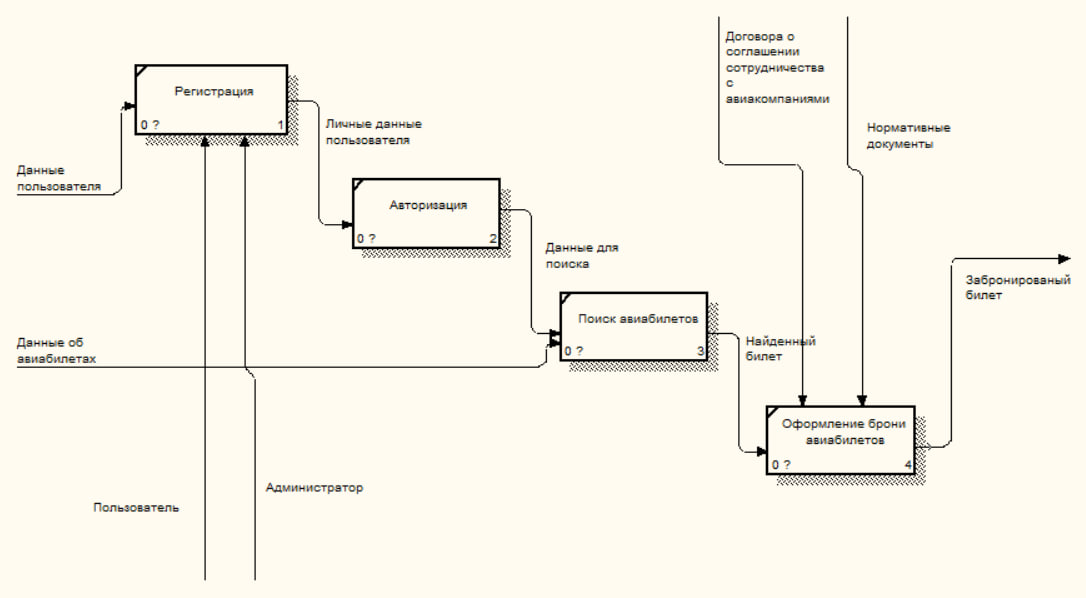 Договора о
соглашении
сотрудничества
с
авиакомпаниями
Регистрация
0 ?
1
Личные данные
пользователя
Нормативные
документы
Данные
пользователя
Авторизация
0 ?
2
Данные для
поиска
Забронированый
билет
Поиск авиабилетов
0 ?
3
Данные об
авиабилетах
Найденный
билет
Оформление брони
авиабилетов
0 ?
4
Администратор
Пользователь